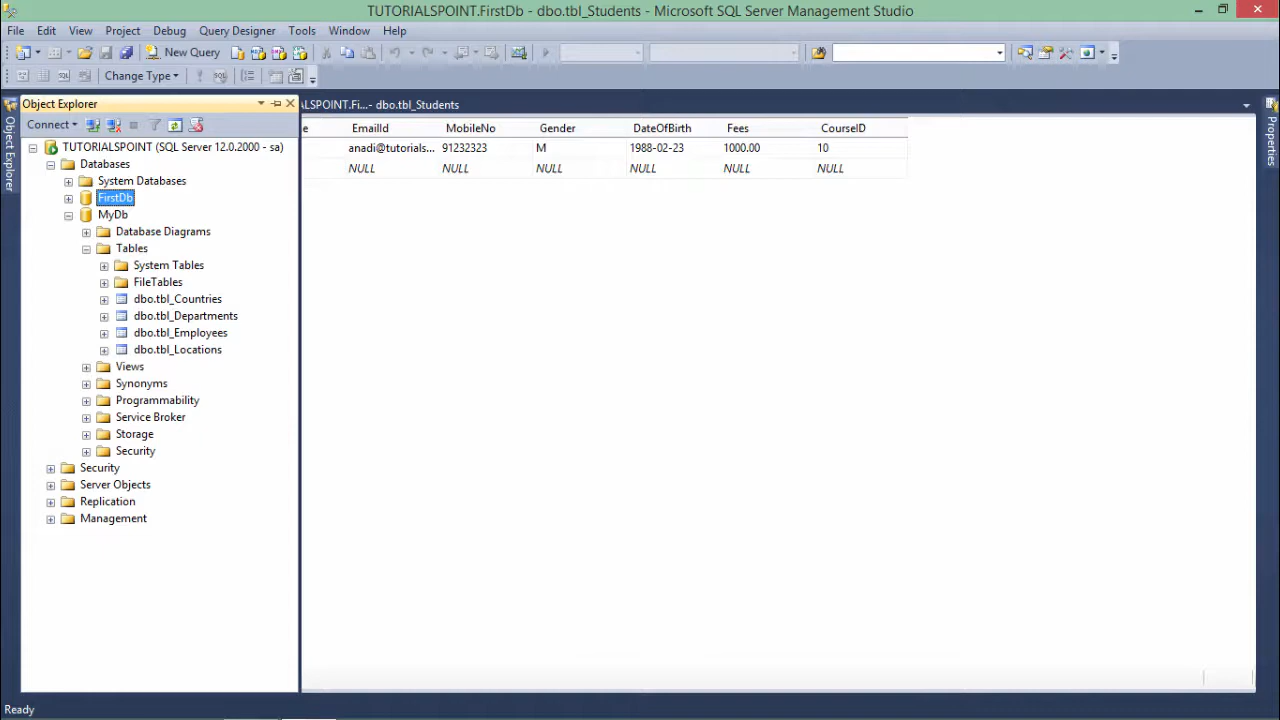 TUTORIALSPOINT.FirstDb - dbo.tbl_Students - Microsoft SQL Server Management Studio
File Edit View Project Debug Query Designer Tools Window Help
New Query
Change Type
Object Explorer
ALSPOINT.Fi...- dbo.tbl_Students
Connect
Object Explorer
Properties
e EmailId MobileNo Gender DateOfBirth Fees CourseID
anadi@tutorials... 91232323 M 1988-02-23 1000.00 10
NULL NULL NULL NULL NULL NULL
TUTORIALSPOINT (SQL Server 12.0.2000 - sa)
Databases
System Databases
FirstDb
MyDb
Database Diagrams
Tables
System Tables
FileTables
dbo.tbl_Countries
dbo.tbl_Departments
dbo.tbl_Employees
dbo.tbl_Locations
Views
Synonyms
Programmability
Service Broker
Storage
Security
Security
Server Objects
Replication
Management
Ready